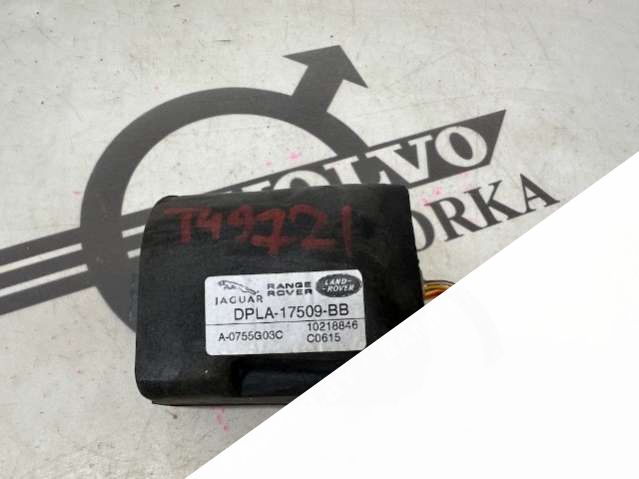 VOLVO
ORKA
T49721
JAGUAR
RANGE
ROVER
LAND-
ROVER
DPLA-17509-BB
A-0755G03C
10218846
C0615